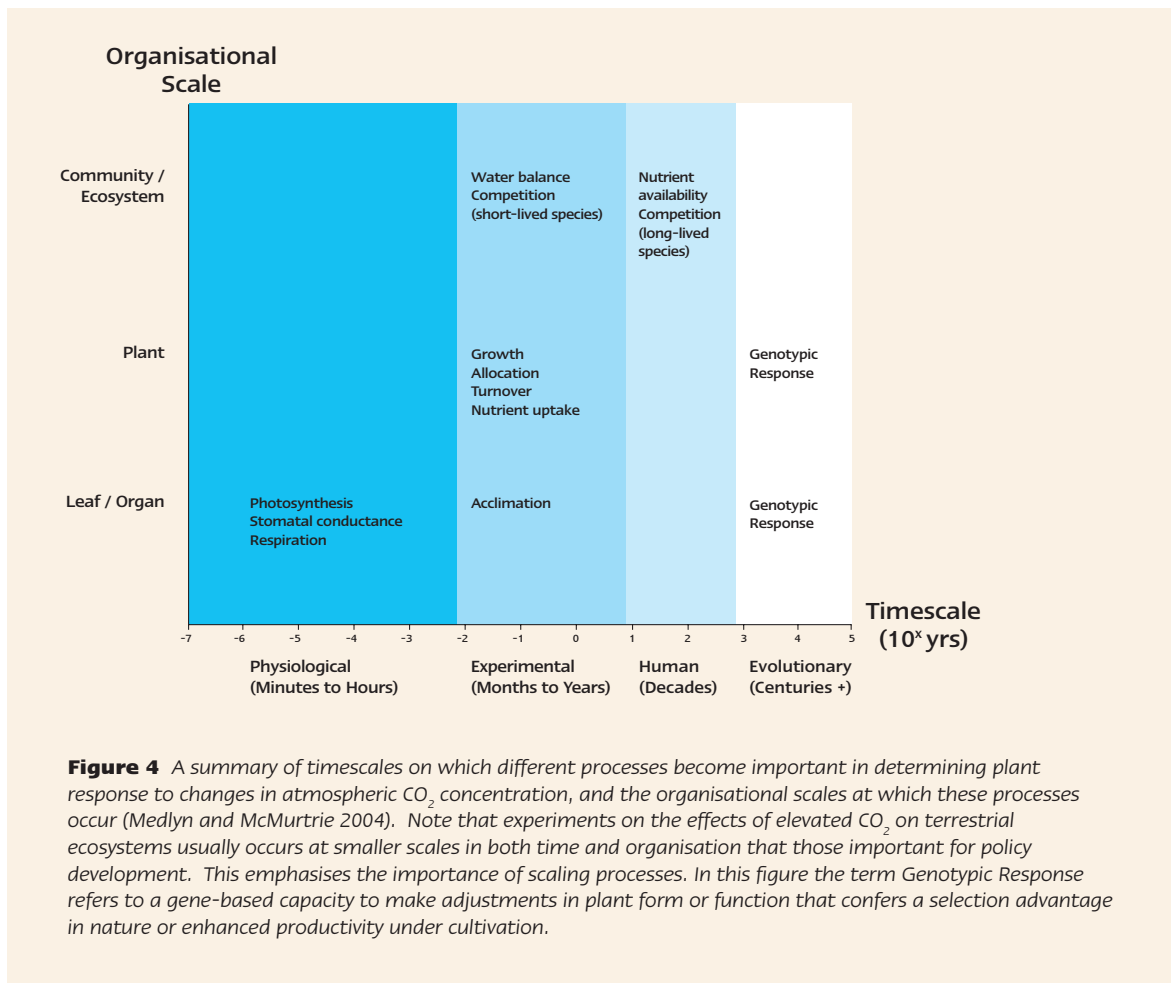 Organisational
Scale
Community /
Ecosystem
Water balance
Competition
(short-lived species)
Nutrient
availability
Competition
(long-lived
species)
Plant
Growth
Allocation
Turnover
Nutrient uptake
Genotypic
Response
Leaf / Organ
Photosynthesis
Stomatal conductance
Respiration
Acclimation
Genotypic
Response
-7 -6 -5 -4 -3 -2 -1 0 1 2 3 4 5
Timescale
(10ˣ yrs)
Physiological
(Minutes to Hours)
Experimental
(Months to Years)
Human
(Decades)
Evolutionary
(Centuries +)
Figure 4 A summary of timescales on which different processes become important in determining plant
response to changes in atmospheric CO₂ concentration, and the organisational scales at which these processes
occur (Medlyn and McMurtrie 2004). Note that experiments on the effects of elevated CO₂ on terrestrial
ecosystems usually occurs at smaller scales in both time and organisation that those important for policy
development. This emphasises the importance of scaling processes. In this figure the term Genotypic Response
refers to a gene-based capacity to make adjustments in plant form or function that confers a selection advantage
in nature or enhanced productivity under cultivation.